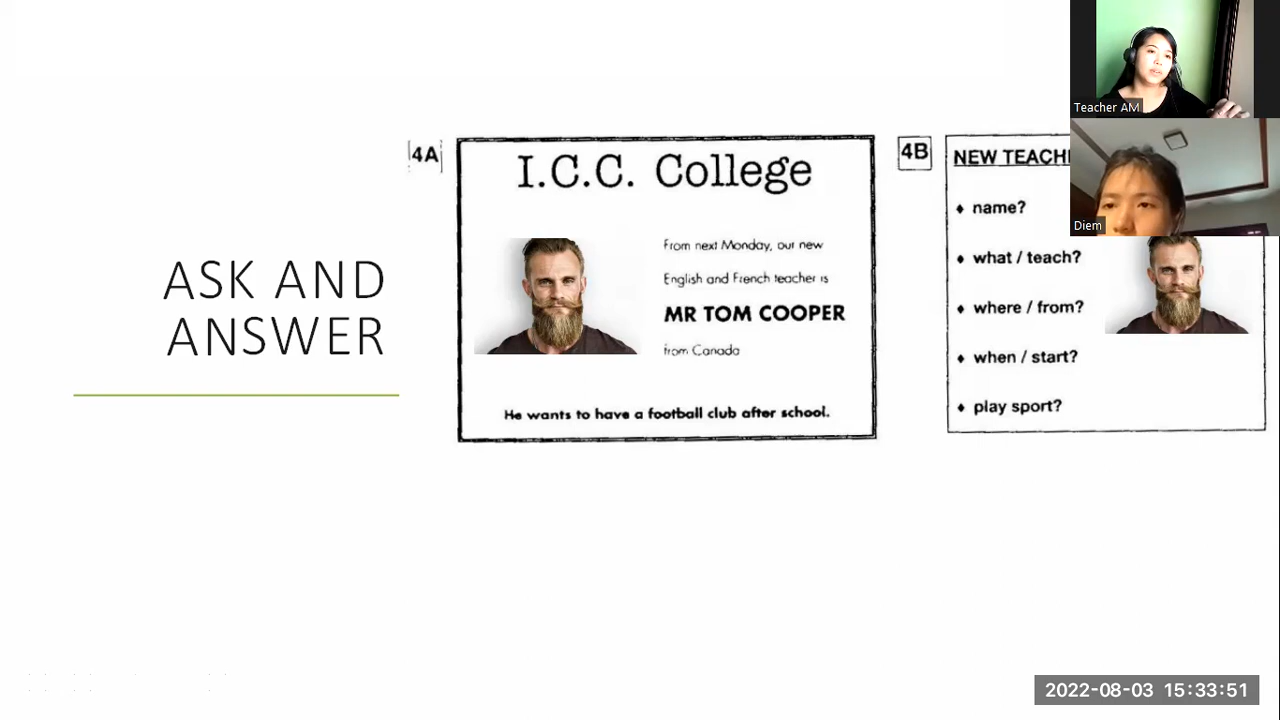 ASK AND
ANSWER
4A
I.C.C. College
From next Monday, our new
English and French teacher is
MR TOM COOPER
from Canada
He wants to have a football club after school.
4B
NEW
name?
what / teach?
where / from?
when / start?
play sport?
Teacher AM
Diem
2022-08-03 15:33:51